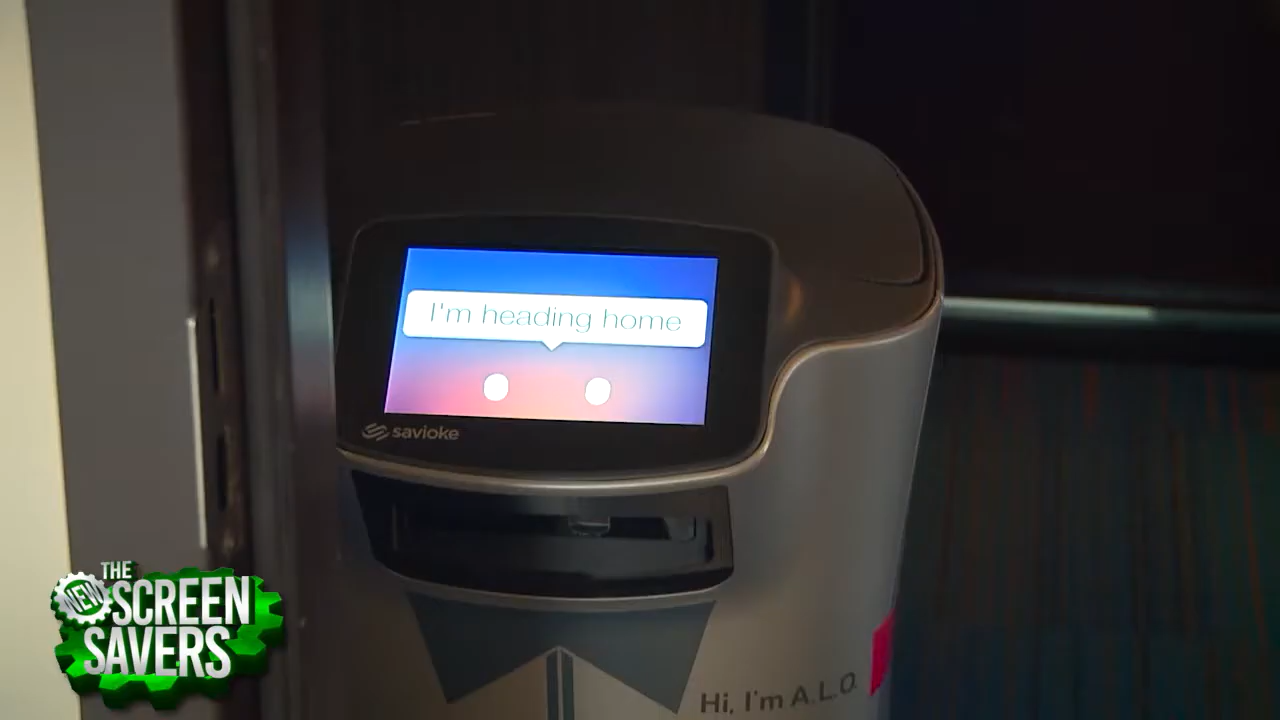 I'm heading home
savioke
Hi, I'm A.L.O.
THE
NEW
SCREEN
SAVERS